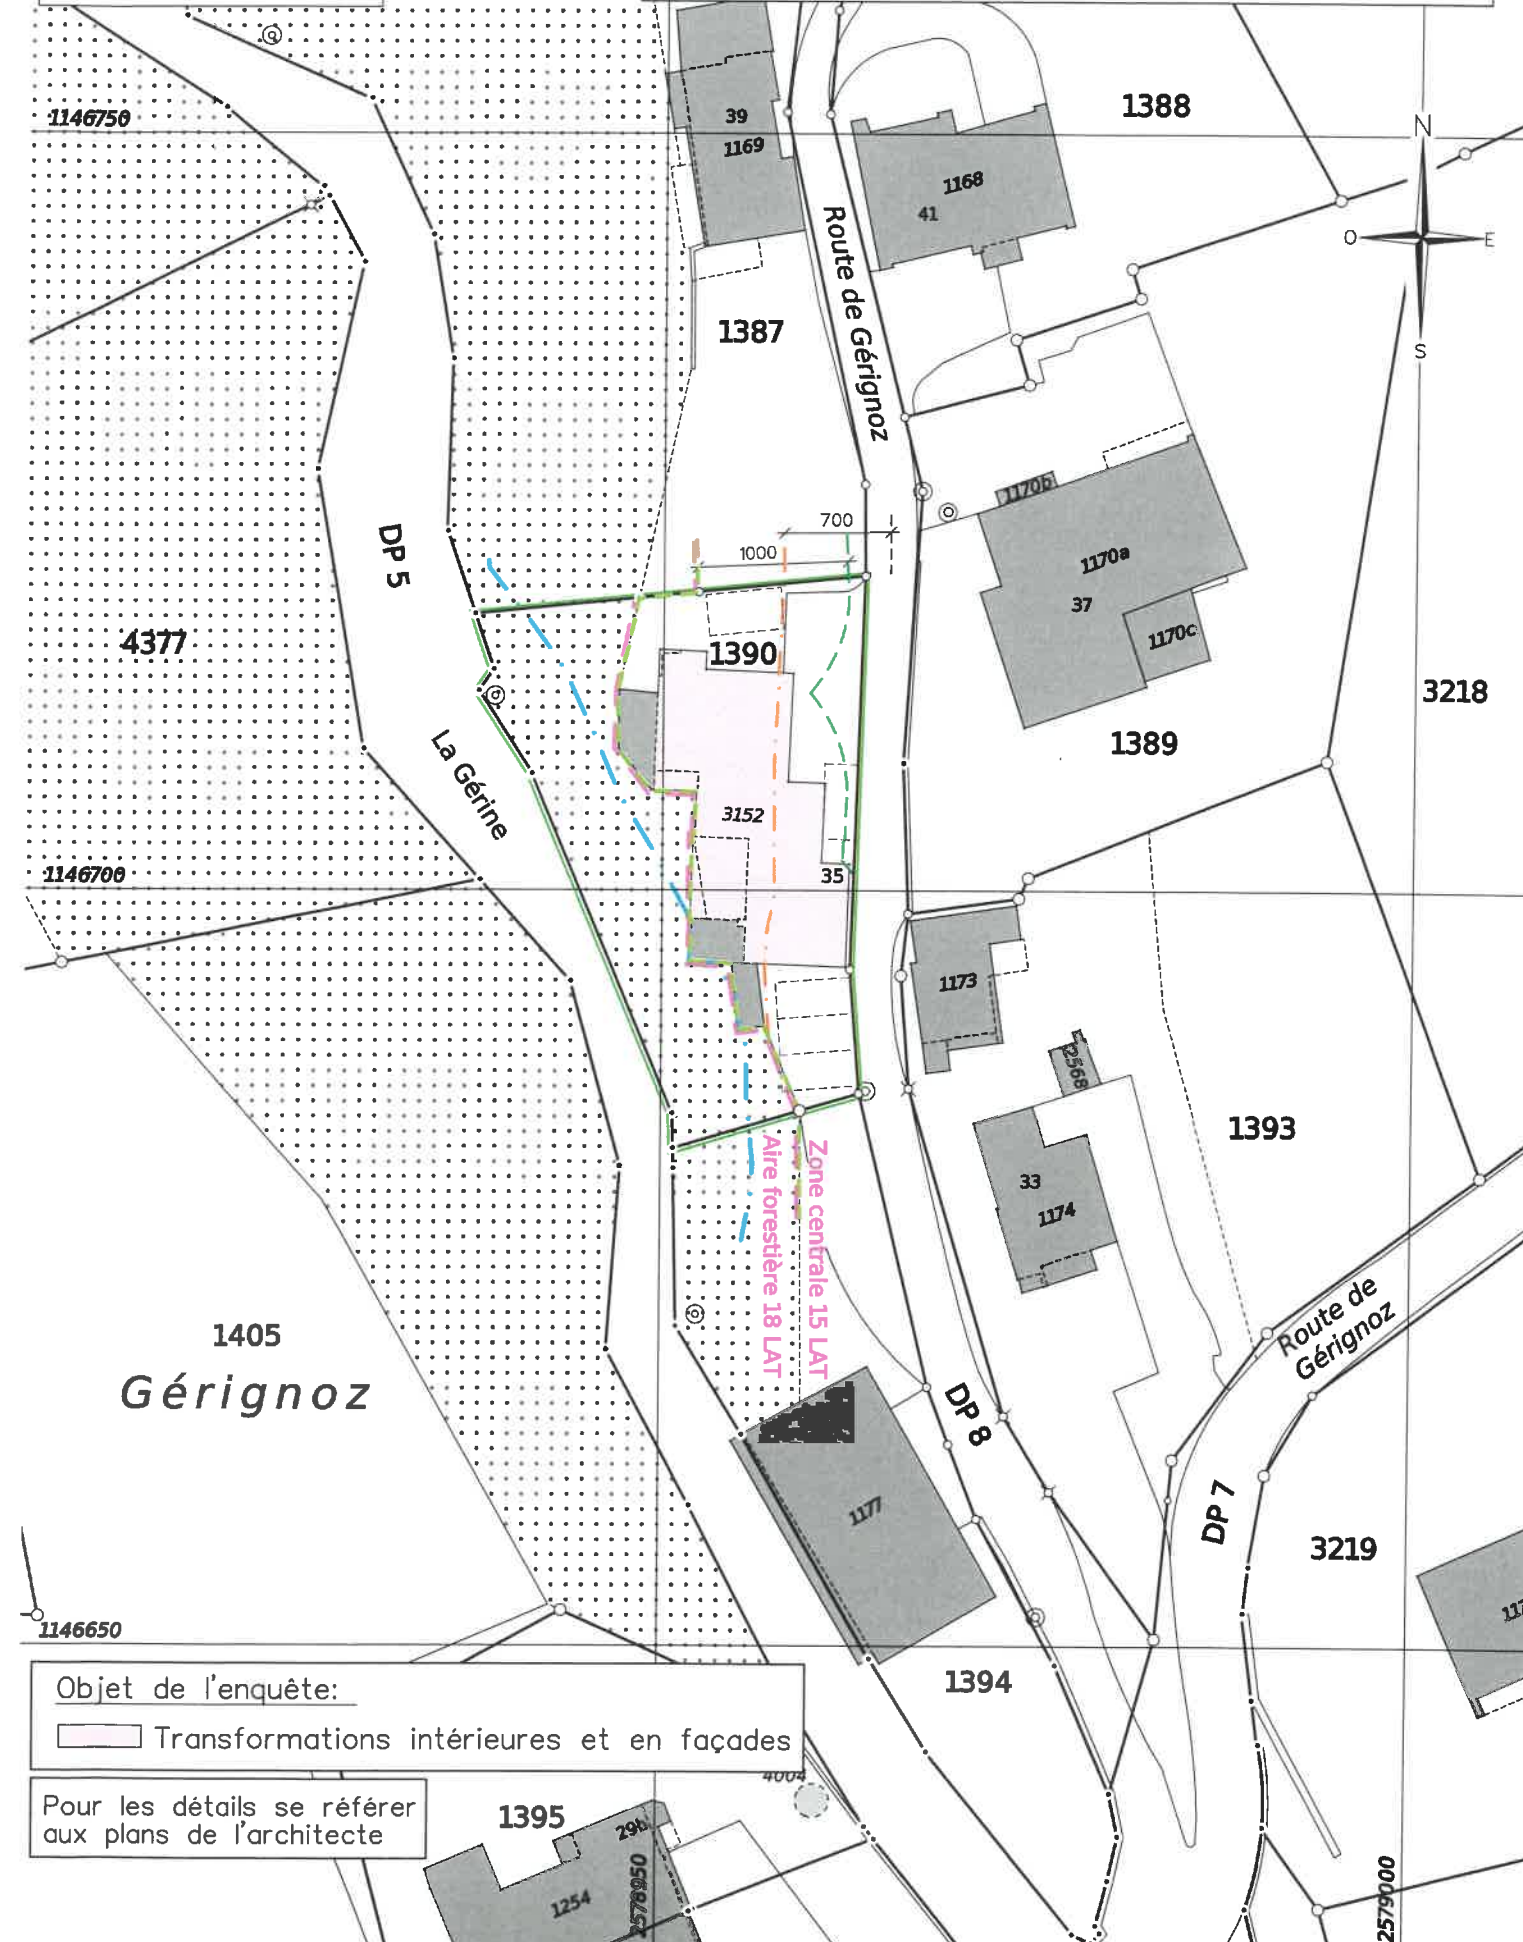 1146750
39
1169
1388
N
1168
41
O
E
Route de Gérignoz
1387
S
DP 5
700
1000
1170b
1170a
37
1170c
4377
1390
3218
1389
La Gérine
3152
1146700
35
1173
2568
1393
33
1174
Zone centrale 15 LAT
Aire forestière 18 LAT
1405
Gérignoz
Route de
Gérignoz
DP 8
1177
DP 7
3219
1146650
1394
Objet de l'enquête:
Transformations intérieures et en façades
4004
Pour les détails se référer
aux plans de l'architecte
1395
29b
1254
2578950
2579000